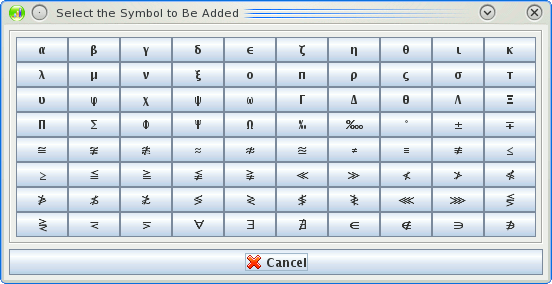 Select the Symbol to Be Added
α β γ δ ϵ ζ η θ ι κ
λ μ ν ξ ο π ρ ς σ τ
υ φ χ ψ ω Γ Δ Θ Λ Ξ
Π Σ Φ Ψ Ω ‰ ° ± ∓
≅ ≆ ≇ ≈ ≉ ≊ ≠ ≡ ≢ ≤
≥ ≦ ≧ ≨ ≩ ≪ ≫ ≮ ≯ ≰
≱ ≴ ≵ ≶ ≷ ≸ ≹ ⋘ ⋙ ⋚
⋛ ⋜ ⋝ ∀ ∃ ∄ ∈ ∉ ∋ ∌
Cancel